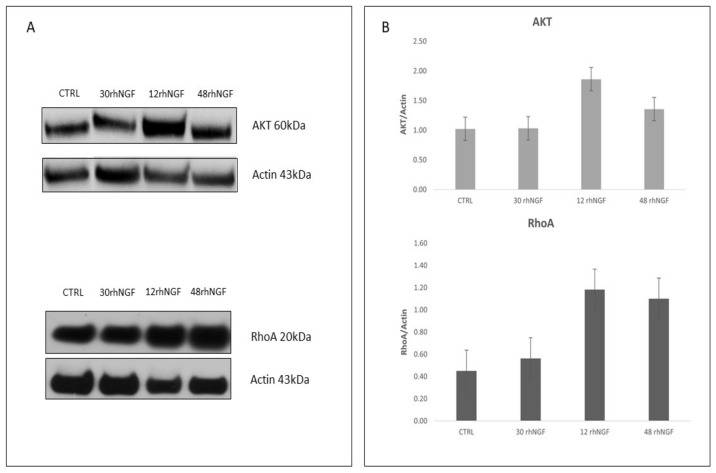 A
CTRL 30rhNGF 12rhNGF 48rhNGF
AKT 60kDa
Actin 43kDa
CTRL 30rhNGF 12rhNGF 48rhNGF
RhoA 20kDa
Actin 43kDa
B
AKT
AKT/Actin
2.50
2.00
1.50
1.00
0.50
0.00
CTRL 30 rhNGF 12 rhNGF 48 rhNGF
RhoA
RhoA/Actin
1.60
1.40
1.20
1.00
0.80
0.60
0.40
0.20
0.00
CTRL 30 rhNGF 12 rhNGF 48 rhNGF